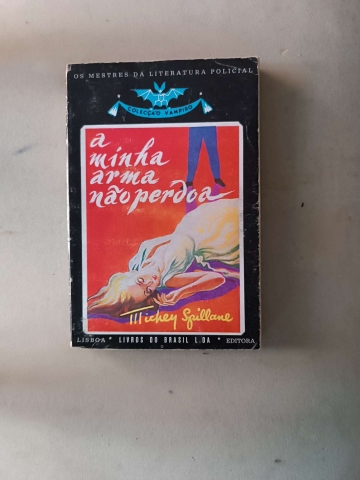 OS MESTRES DA LITERATURA POLICIAL
COLECÇÃO VAMPIRO
a
minha
arma
não perdoa
Mickey Spillane
LISBOA * LIVROS DO BRASIL L.DA * EDITORA